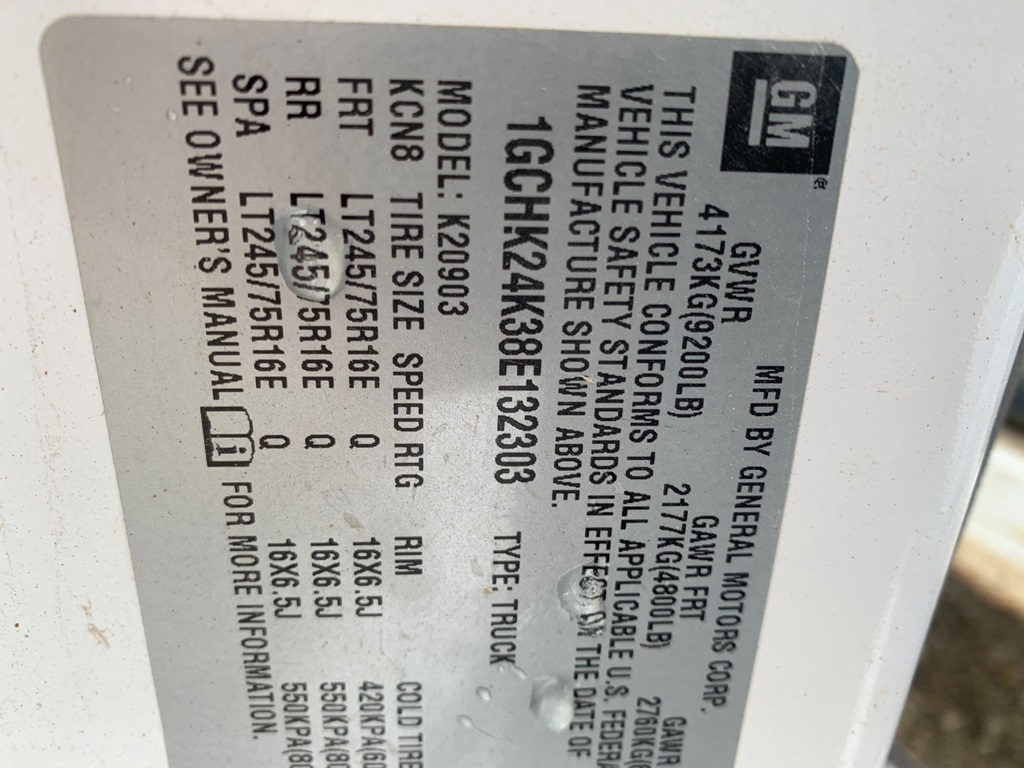 GM®
MFD BY GENERAL MOTORS CORP.
GVWR GAWR FRT GAWR
4173KG(9200LB) 2177KG(4800LB) 2760KG(6
THIS VEHICLE CONFORMS TO ALL APPLICABLE U.S. FEDERA
VEHICLE SAFETY STANDARDS IN EFFECT ON THE DATE OF
MANUFACTURE SHOWN ABOVE.
1GCHK24K38E132303 TYPE: TRUCK
MODEL: K20903
KCN8 TIRE SIZE SPEED RTG RIM COLD TIRE
FRT LT245/75R16E Q 16X6.5J 420KPA(60
RR LT245/75R16E Q 16X6.5J 550KPA(80
SPA LT245/75R16E Q 16X6.5J 550KPA(80
SEE OWNER'S MANUAL i FOR MORE INFORMATION.